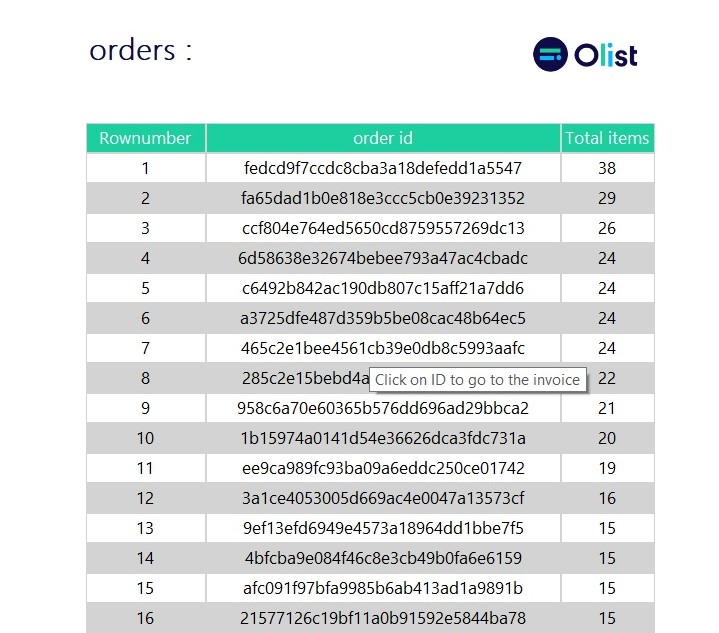 orders :
Olist
Rownumber order id Total items
1 fedcd9f7ccdc8cba3a18defedd1a5547 38
2 fa65dad1b0e818e3ccc5cb0e39231352 29
3 ccf804e764ed5650cd8759557269dc13 26
4 6d58638e32674bebee793a47ac4cbadc 24
5 c6492b842ac190db807c15aff21a7dd6 24
6 a3725dfe487d359b5be08cac48b64ec5 24
7 465c2e1bee4561cb39e0db8c5993aafc 24
8 285c2e15bebd4a Click on ID to go to the invoice 22
9 958c6a70e60365b576dd696ad29bbca2 21
10 1b15974a0141d54e36626dca3fdc731a 20
11 ee9ca989fc93ba09a6eddc250ce01742 19
12 3a1ce4053005d669ac4e0047a13573cf 16
13 9ef13efd6949e4573a18964dd1bbe7f5 15
14 4bfcba9e084f46c8e3cb49b0fa6e6159 15
15 afc091f97bfa9985b6ab413ad1a9891b 15
16 21577126c19bf11a0b91592e5844ba78 15